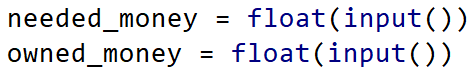 needed_money = float(input())
owned_money = float(input())